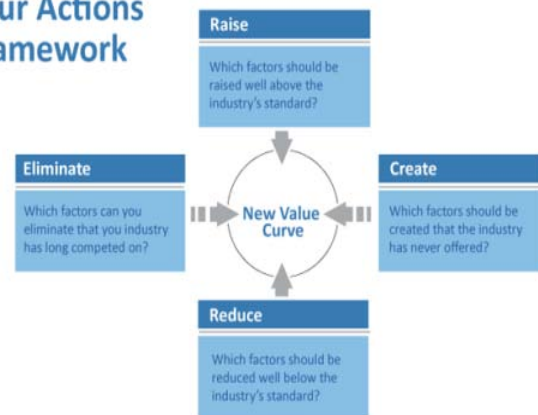 ur Actions
amework
Raise
Which factors should be
raised well above the
industry's standard?
Eliminate
Which factors can you
eliminate that you industry
has long competed on?
New Value
Curve
Create
Which factors should be
created that the industry
has never offered?
Reduce
Which factors should be
reduced well below the
industry's standard?